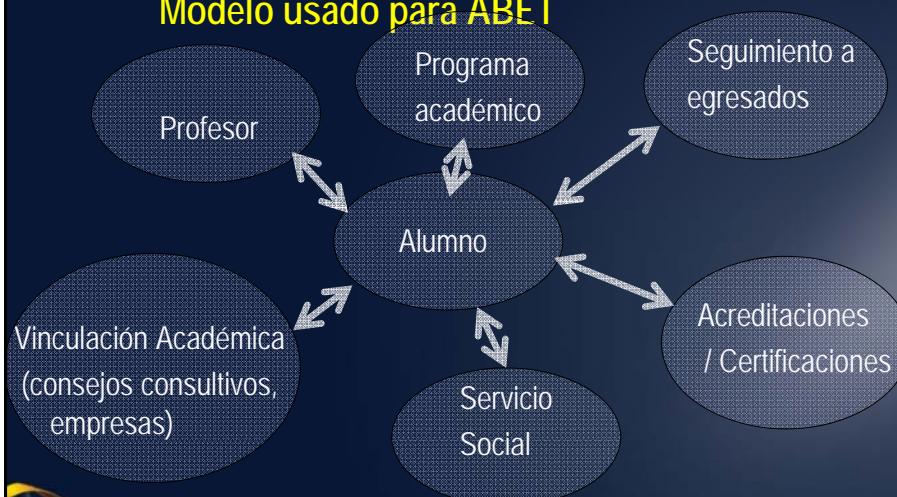 Modelo usado para ABET
Profesor
Programa
académico
Seguimiento a
egresados
Alumno
Vinculación Académica
(consejos consultivos,
empresas)
Servicio
Social
Acreditaciones
/ Certificaciones